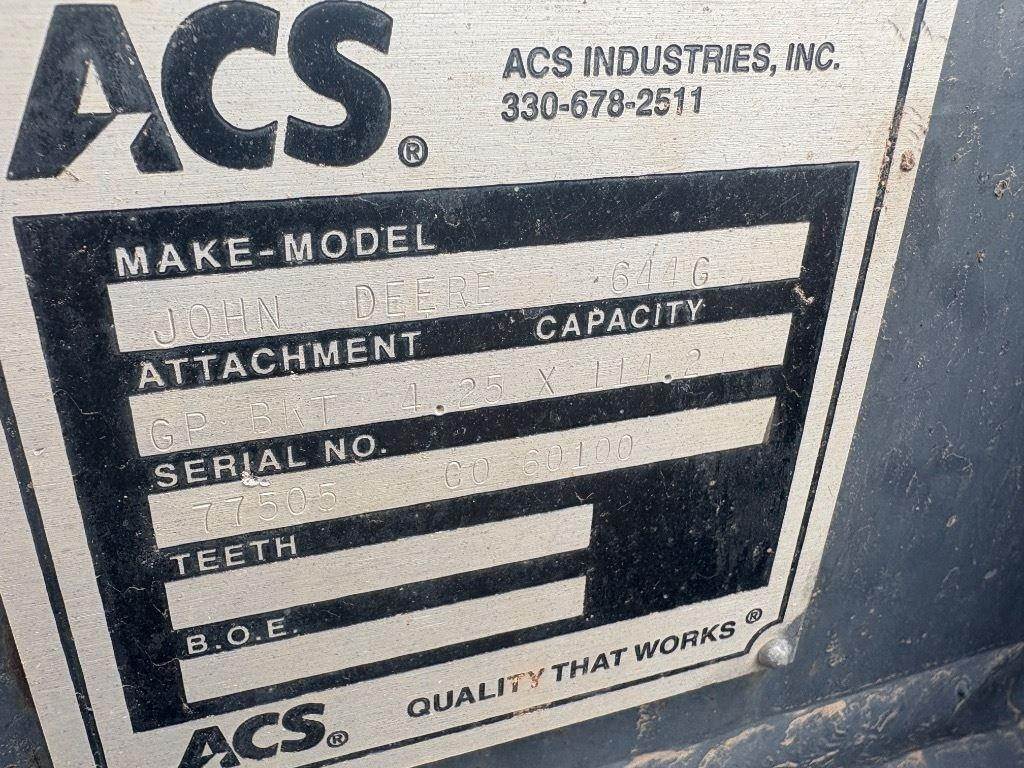 ACS®
ACS INDUSTRIES, INC.
330-678-2511
MAKE-MODEL
JOHN DEERE 644G
ATTACHMENT CAPACITY
GP BKT 4.25 X 114.2
SERIAL NO.
77505 CO 60100
TEETH
B.O.E.
ACS® QUALITY THAT WORKS®